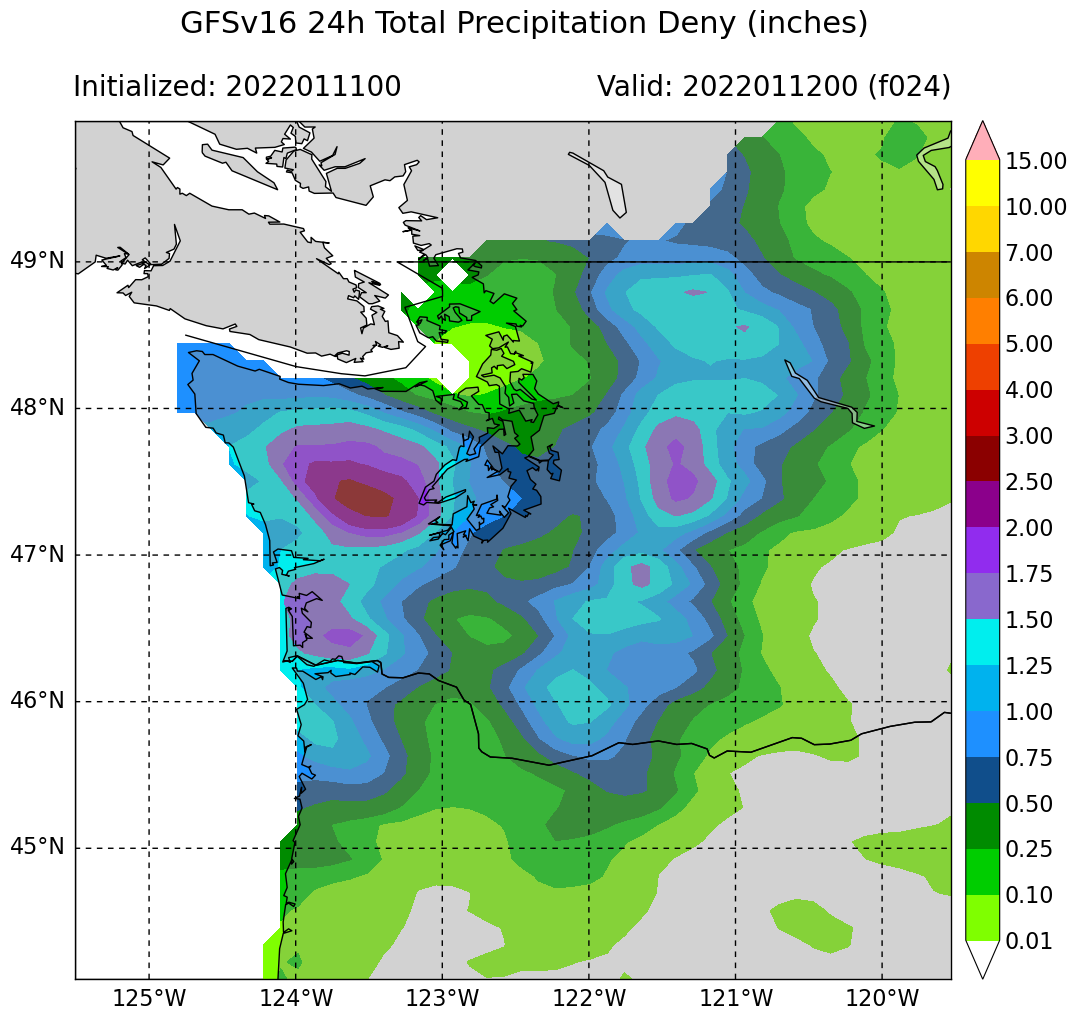 GFSv16 24h Total Precipitation Deny (inches)
Initialized: 2022011100
Valid: 2022011200 (f024)
49°N
48°N
47°N
46°N
45°N
125°W
124°W
123°W
122°W
121°W
120°W
15.00
10.00
7.00
6.00
5.00
4.00
3.00
2.50
2.00
1.75
1.50
1.25
1.00
0.75
0.50
0.25
0.10
0.01